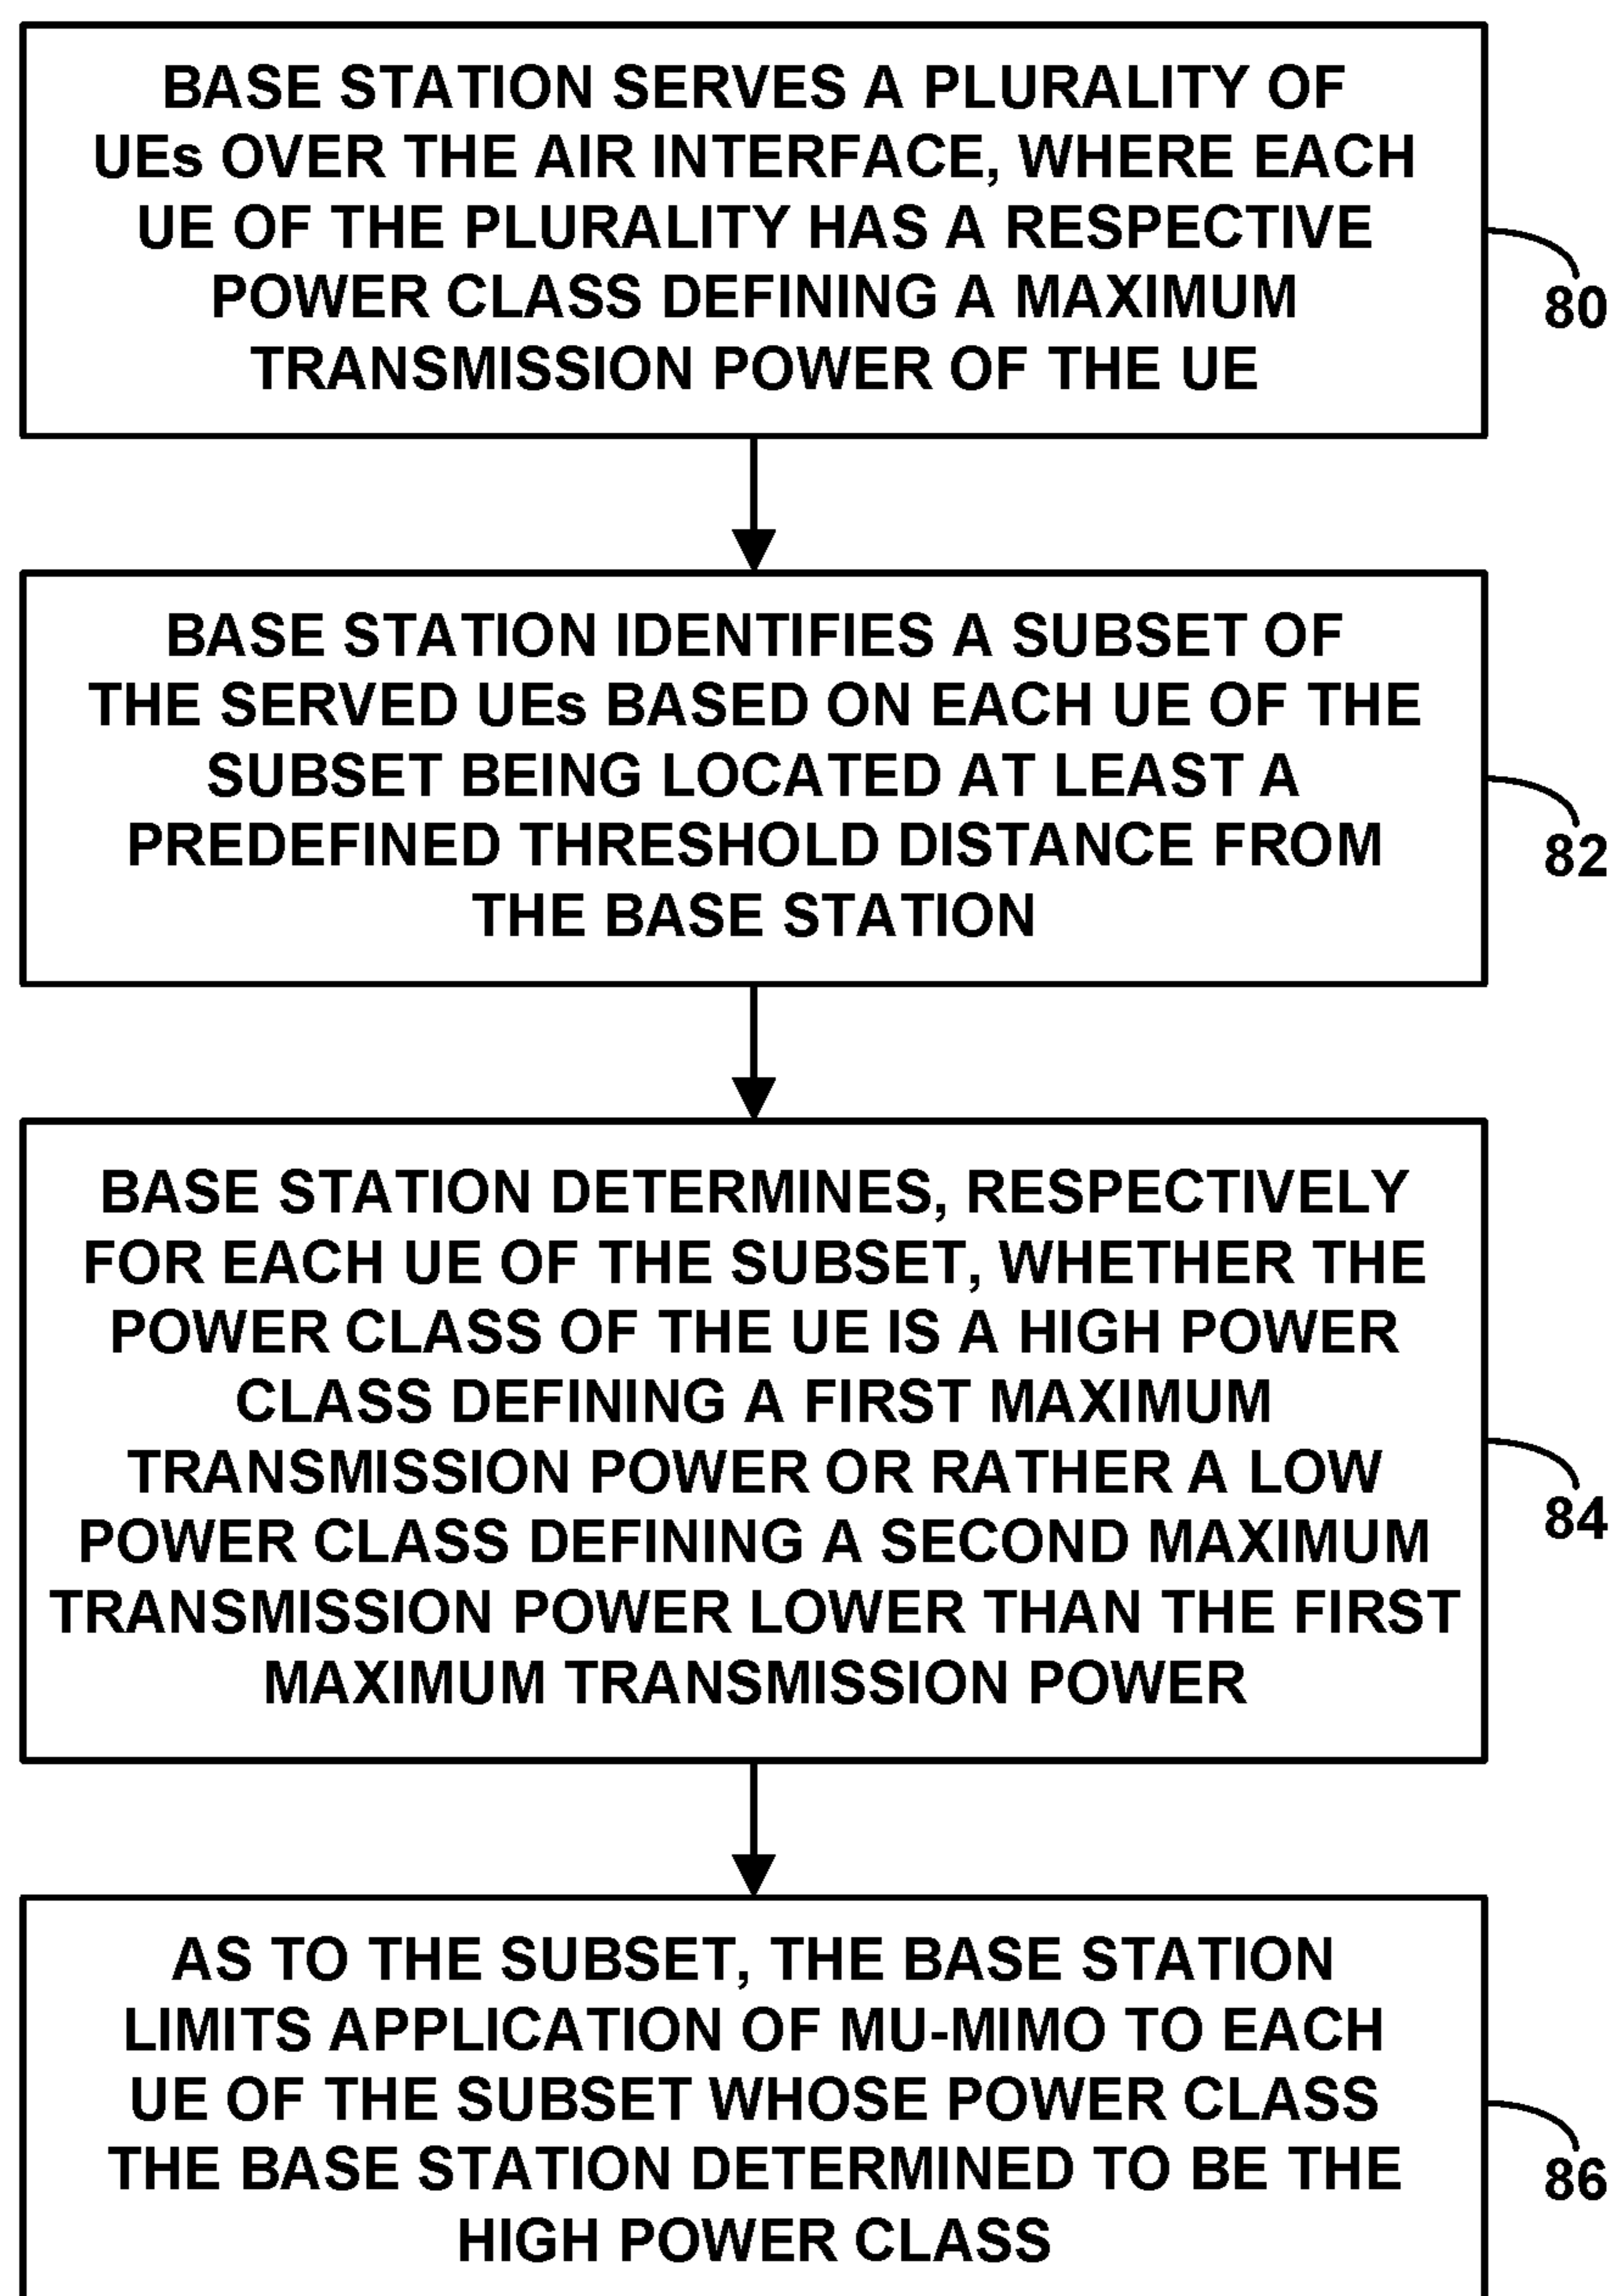 BASE STATION SERVES A PLURALITY OF
UEs OVER THE AIR INTERFACE, WHERE EACH
UE OF THE PLURALITY HAS A RESPECTIVE
POWER CLASS DEFINING A MAXIMUM
TRANSMISSION POWER OF THE UE
80
BASE STATION IDENTIFIES A SUBSET OF
THE SERVED UEs BASED ON EACH UE OF THE
SUBSET BEING LOCATED AT LEAST A
PREDEFINED THRESHOLD DISTANCE FROM
THE BASE STATION
82
BASE STATION DETERMINES, RESPECTIVELY
FOR EACH UE OF THE SUBSET, WHETHER THE
POWER CLASS OF THE UE IS A HIGH POWER
CLASS DEFINING A FIRST MAXIMUM
TRANSMISSION POWER OR RATHER A LOW
POWER CLASS DEFINING A SECOND MAXIMUM
TRANSMISSION POWER LOWER THAN THE FIRST
MAXIMUM TRANSMISSION POWER
84
AS TO THE SUBSET, THE BASE STATION
LIMITS APPLICATION OF MU-MIMO TO EACH
UE OF THE SUBSET WHOSE POWER CLASS
THE BASE STATION DETERMINED TO BE THE
HIGH POWER CLASS
86